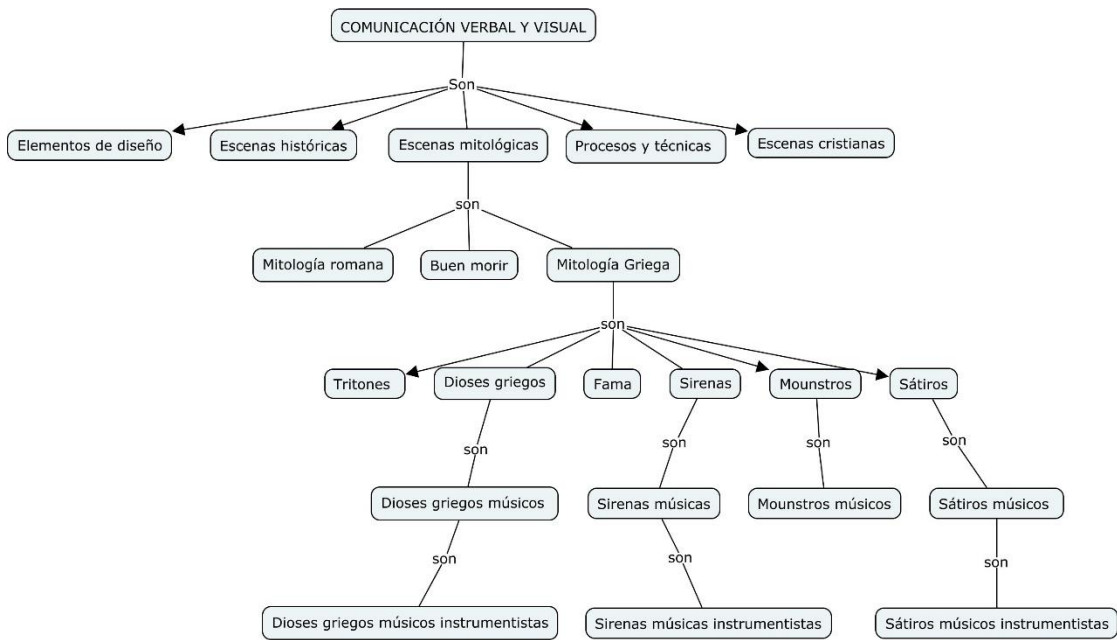 COMUNICACIÓN VERBAL Y VISUAL
Son
Elementos de diseño
Escenas históricas
Escenas mitológicas
Procesos y técnicas
Escenas cristianas
son
Mitología romana
Buen morir
Mitología Griega
son
Tritones
Dioses griegos
Fama
Sirenas
Mounstros
Sátiros
son
son
son
son
Dioses griegos músicos
Sirenas músicas
Mounstros músicos
Sátiros músicos
son
son
son
Dioses griegos músicos instrumentistas
Sirenas músicas instrumentistas
Sátiros músicos instrumentistas